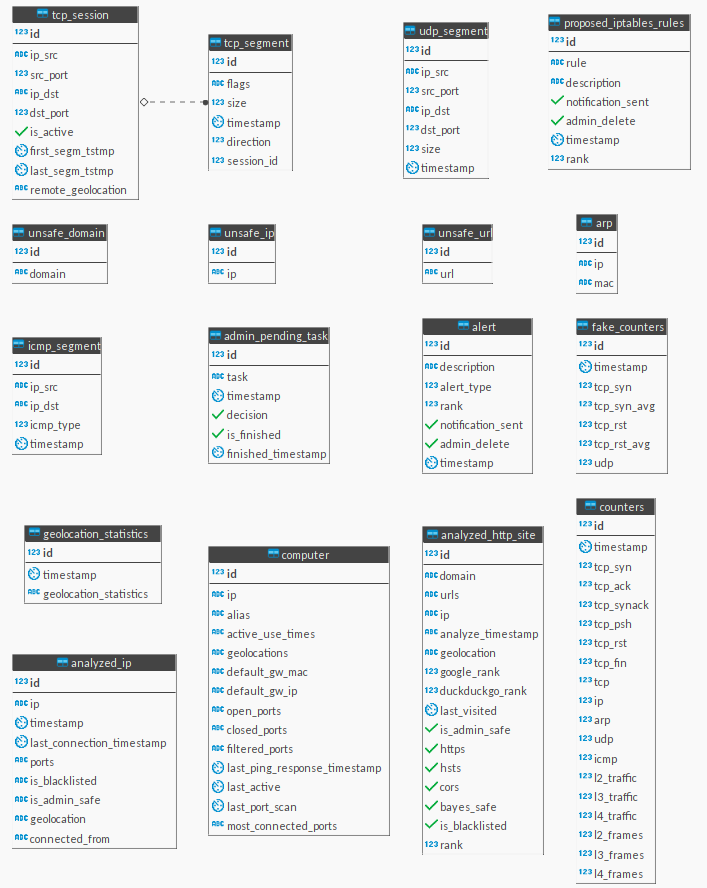 tcp_session
123 id
ABC ip_src
123 src_port
ABC ip_dst
123 dst_port
is_active
first_segm_tstmp
last_segm_tstmp
ABC remote_geolocation
tcp_segment
123 id
ABC flags
123 size
timestamp
123 direction
123 session_id
udp_segment
123 id
ABC ip_src
123 src_port
ABC ip_dst
123 dst_port
123 size
timestamp
proposed_iptables_rules
123 id
ABC rule
ABC description
notification_sent
admin_delete
timestamp
123 rank
unsafe_domain
123 id
ABC domain
unsafe_ip
123 id
ABC ip
unsafe_url
123 id
ABC url
arp
123 id
ABC ip
ABC mac
icmp_segment
123 id
ABC ip_src
ABC ip_dst
123 icmp_type
timestamp
admin_pending_task
123 id
ABC task
timestamp
decision
is_finished
finished_timestamp
alert
123 id
ABC description
123 alert_type
123 rank
notification_sent
admin_delete
timestamp
fake_counters
123 id
timestamp
123 tcp_syn
123 tcp_syn_avg
123 tcp_rst
123 tcp_rst_avg
123 udp
geolocation_statistics
123 id
timestamp
ABC geolocation_statistics
computer
123 id
ABC ip
ABC alias
ABC active_use_times
ABC geolocations
ABC default_gw_mac
ABC default_gw_ip
ABC open_ports
ABC closed_ports
ABC filtered_ports
last_ping_response_timestamp
last_active
last_port_scan
ABC most_connected_ports
analyzed_http_site
123 id
ABC domain
ABC urls
ABC ip
ABC analyze_timestamp
ABC geolocation
123 google_rank
123 duckduckgo_rank
last_visited
is_admin_safe
https
hsts
cors
bayes_safe
is_blacklisted
123 rank
counters
123 id
timestamp
123 tcp_syn
123 tcp_ack
123 tcp_synack
123 tcp_psh
123 tcp_rst
123 tcp_fin
123 tcp
123 ip
123 arp
123 udp
123 icmp
123 l2_traffic
123 l3_traffic
123 l4_traffic
123 l2_frames
123 l3_frames
123 l4_frames
analyzed_ip
123 id
ABC ip
timestamp
last_connection_timestamp
ABC ports
ABC is_blacklisted
ABC is_admin_safe
ABC geolocation
ABC connected_from